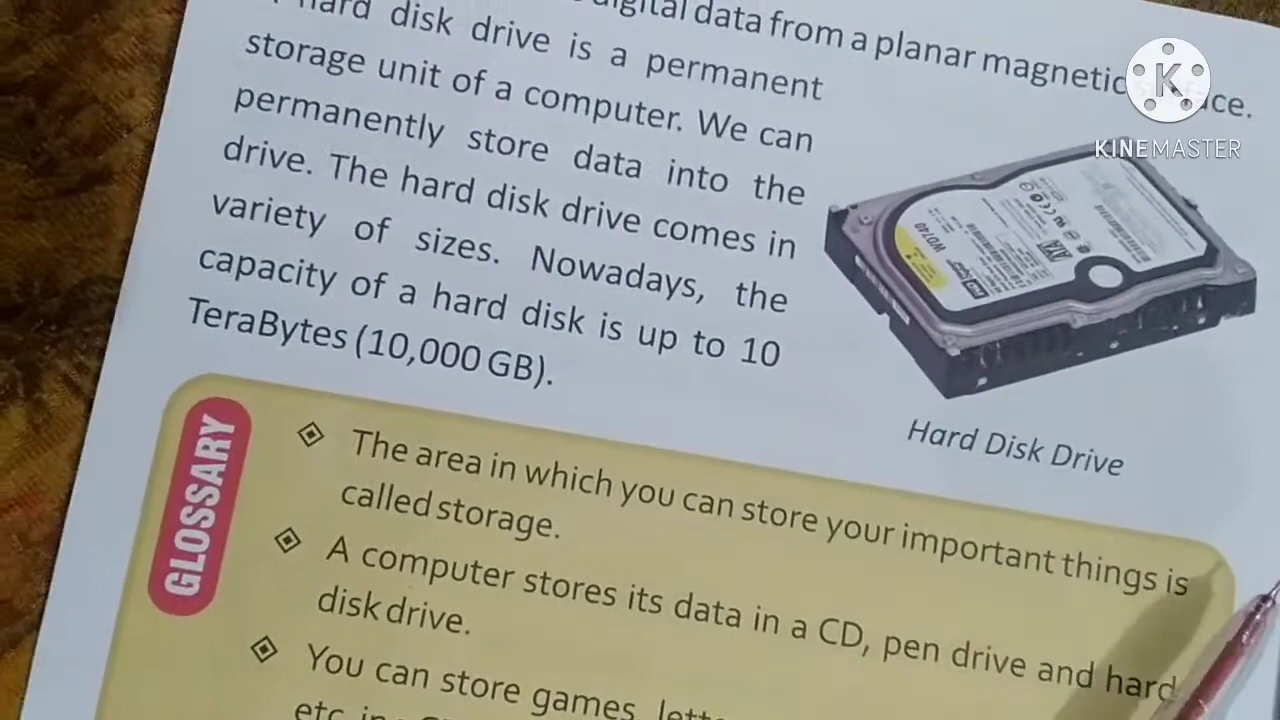 digital data from a planar magnetic
hard disk drive is a permanent
storage unit of a computer. We can
permanently store data into the
drive. The hard disk drive comes in
variety of sizes. Nowadays, the
capacity of a hard disk is up to 10
TeraBytes (10,000 GB).
KINEMASTER
WD740
SATA
Hard Disk Drive
GLOSSARY
The area in which you can store your important things is
called storage.
A computer stores its data in a CD, pen drive and hard
disk drive.
You can store games,
etc. in